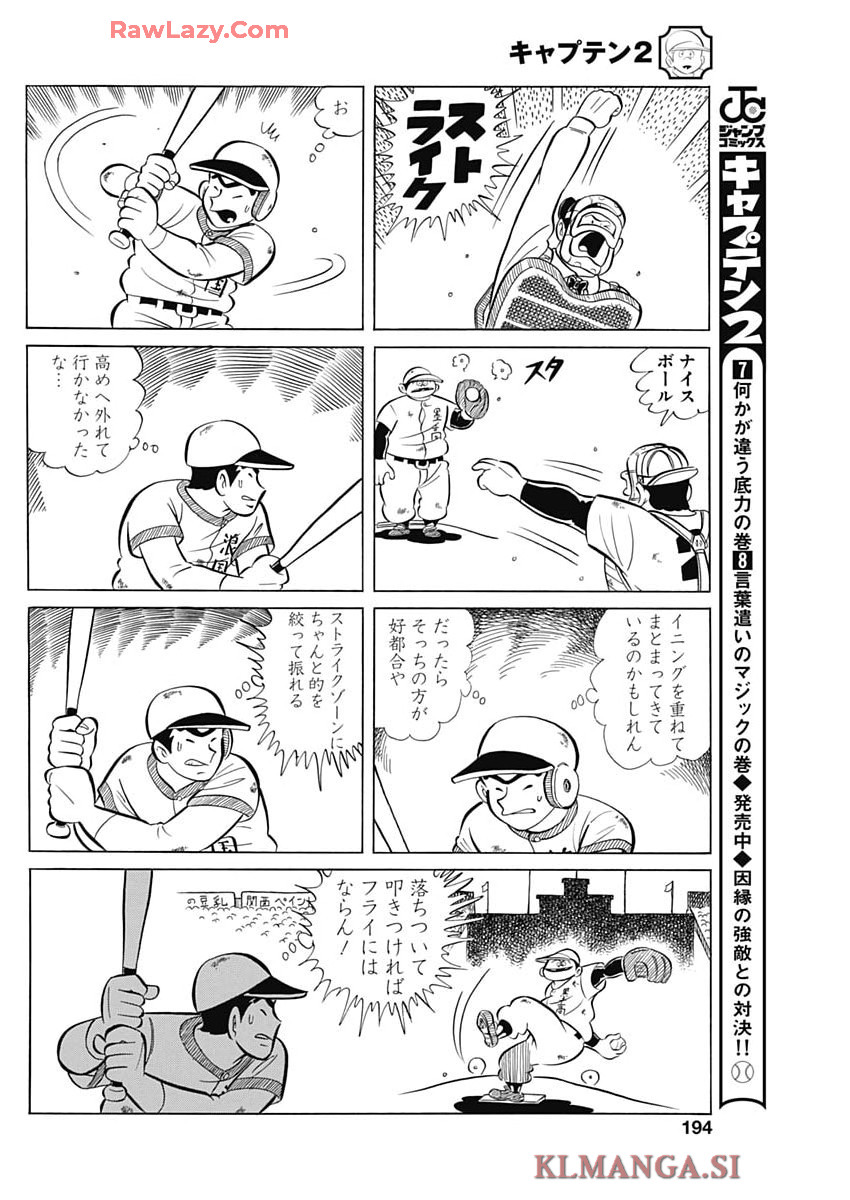 RawLazy.Com
キャプテン2
ジャンプ
コミックス
キャプテン2
7何かが違う底力の巻8言葉遣いのマジックの巻◆発売中◆因縁の強敵との対決!!
スト
ライク
お
ナイス
ボール
スタ
高めへ外れて
行かなかった
な…
イニングを重ねて
まとまってきて
いるのかもしれん
だったら
そっちの方が
好都合や
ストライクゾーンに
ちゃんと的を
絞って振れる
落ちついて
叩きつければ
フライには
ならん!
の豆乳
関西ペイント
194
KLMANGA.SI